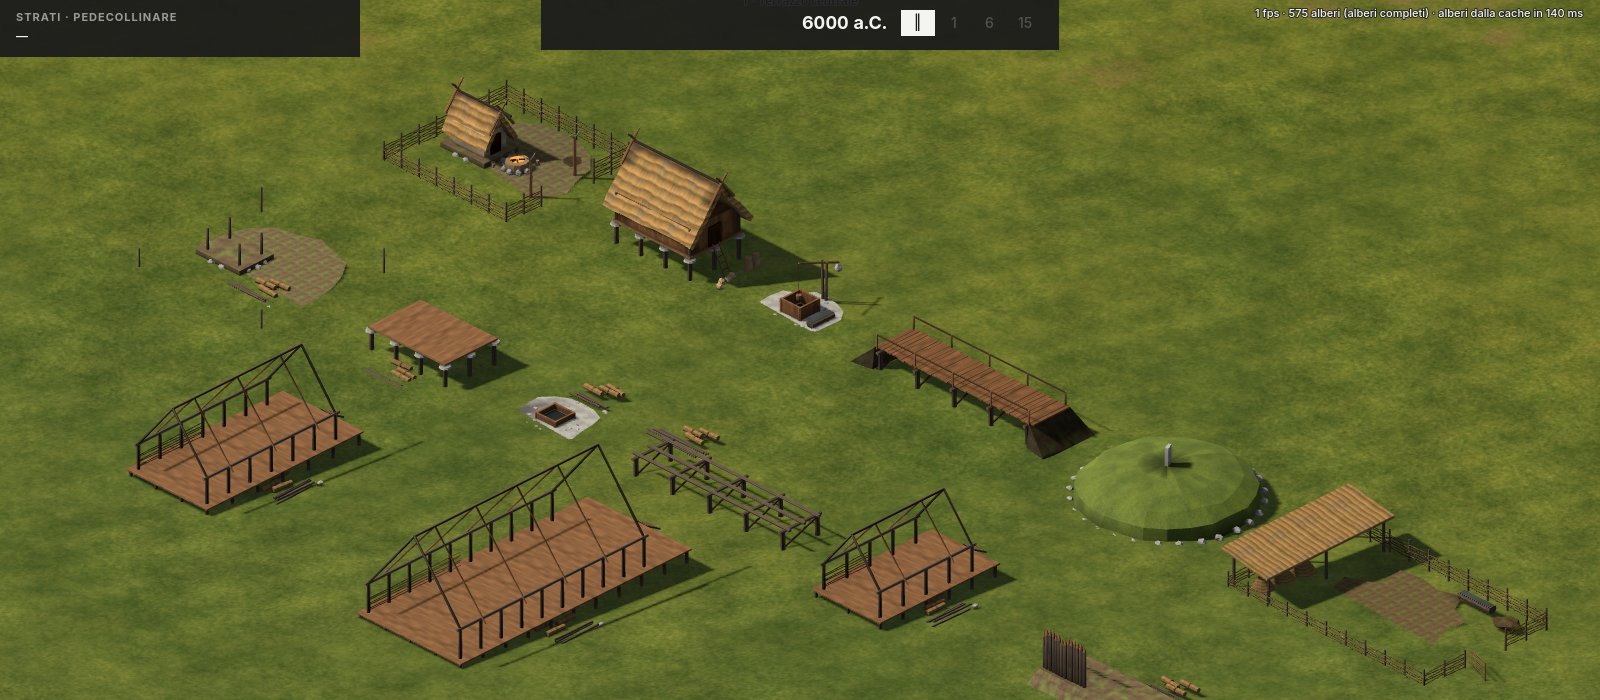 STRATI · PEDECOLLINARE
—
6000 a.C. || 1 6 15
1 fps · 575 alberi (alberi completi) · alberi dalla cache in 140 ms